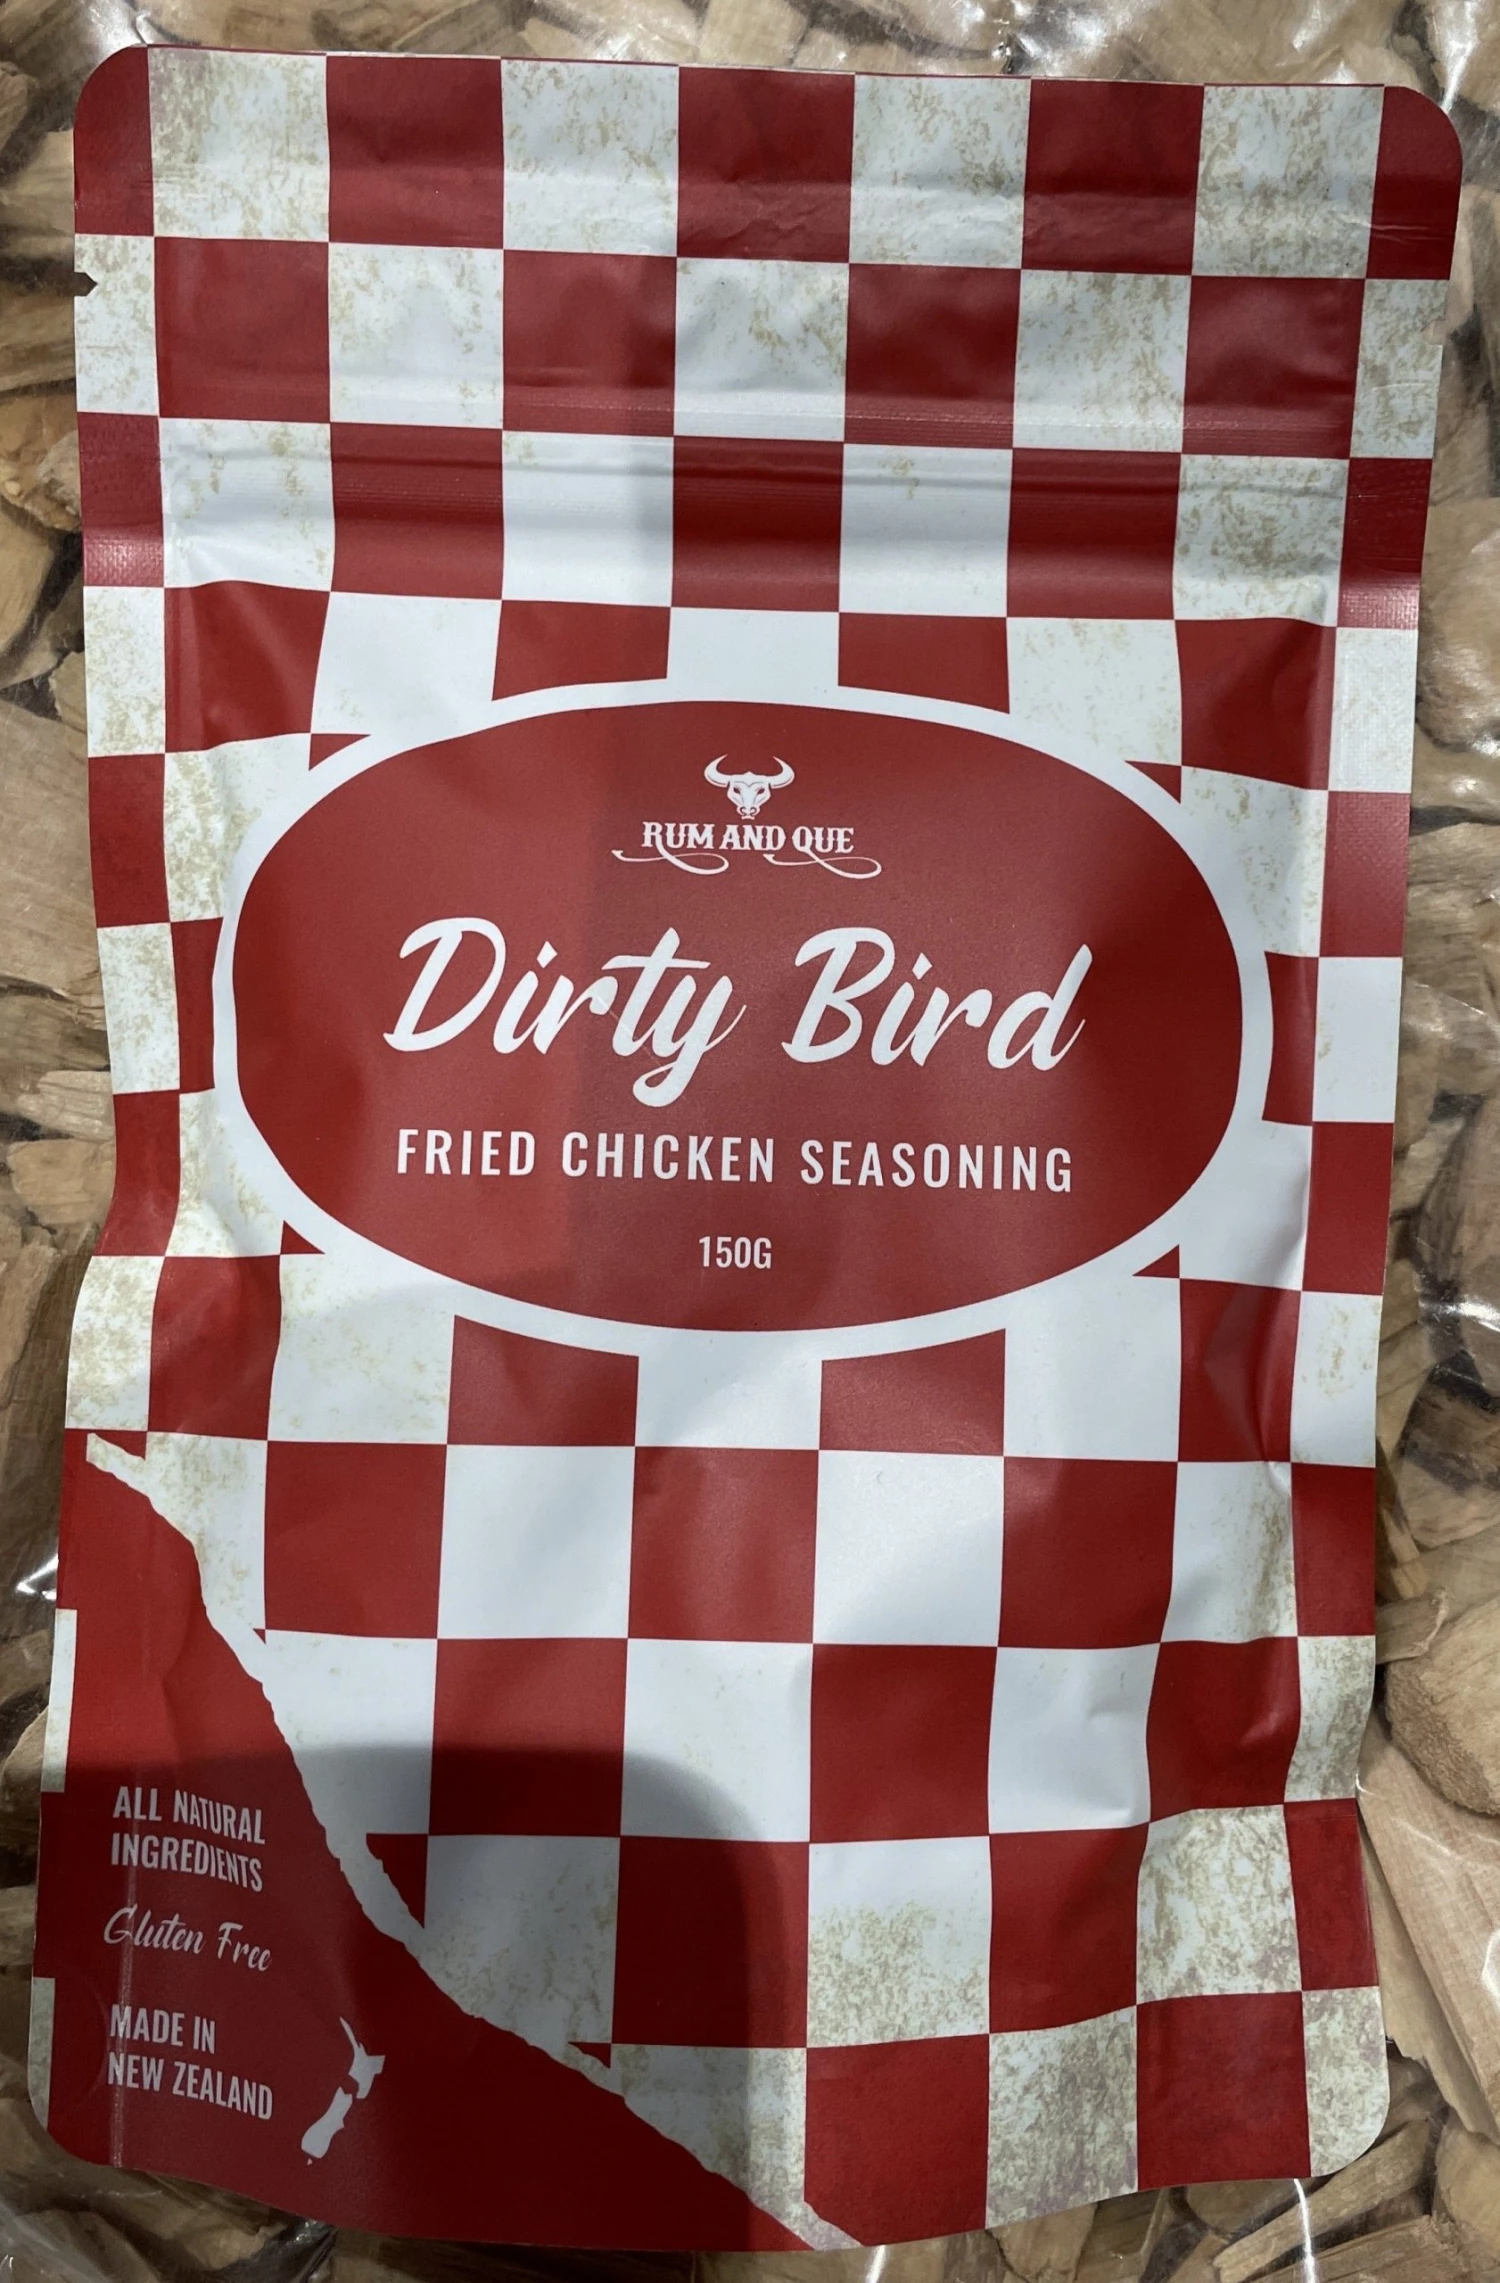 RUM AND QUE
Dirty Bird
FRIED CHICKEN SEASONING
150G
ALL NATURAL
INGREDIENTS
Gluten Free
MADE IN
NEW ZEALAND